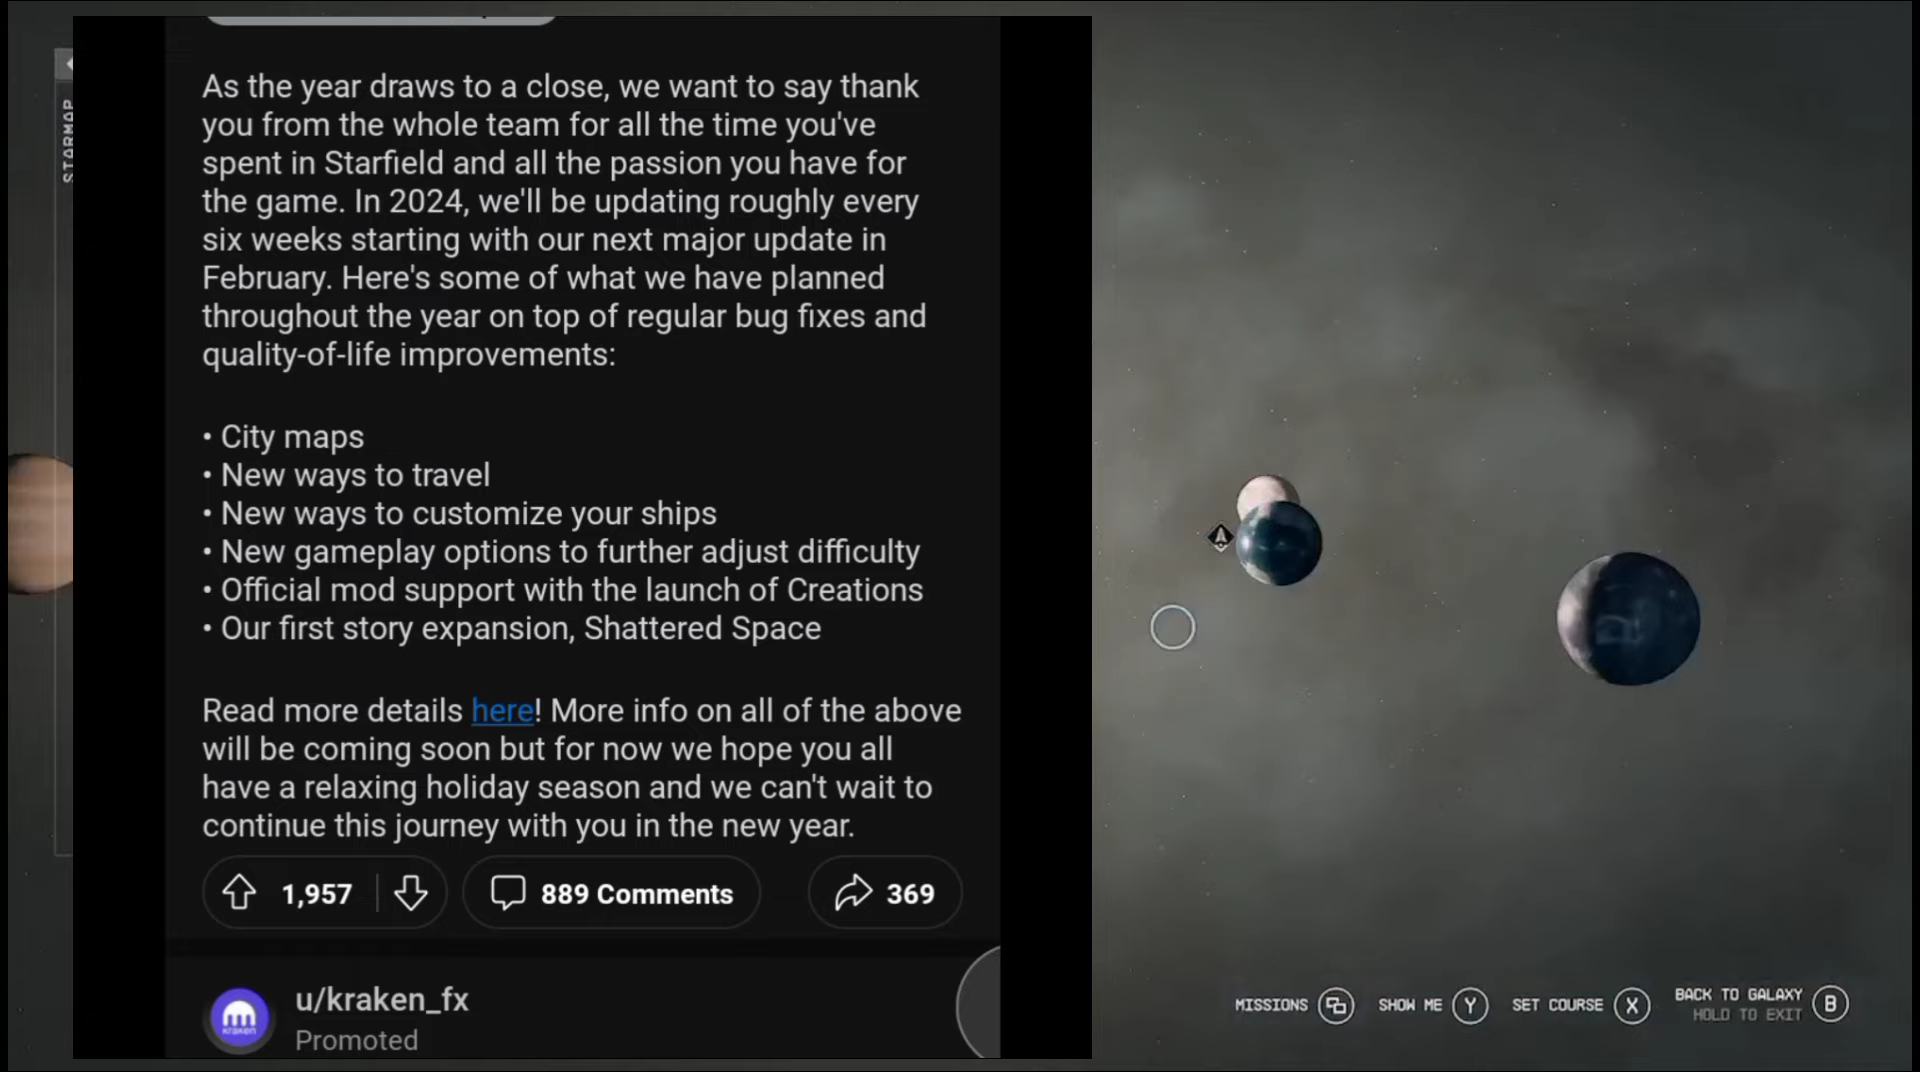 STARMAP
As the year draws to a close, we want to say thank
you from the whole team for all the time you've
spent in Starfield and all the passion you have for
the game. In 2024, we'll be updating roughly every
six weeks starting with our next major update in
February. Here's some of what we have planned
throughout the year on top of regular bug fixes and
quality-of-life improvements:
• City maps
• New ways to travel
• New ways to customize your ships
• New gameplay options to further adjust difficulty
• Official mod support with the launch of Creations
• Our first story expansion, Shattered Space
Read more details here! More info on all of the above
will be coming soon but for now we hope you all
have a relaxing holiday season and we can't wait to
continue this journey with you in the new year.
1,957
889 Comments
369
u/kraken_fx
Promoted
kraken
MISSIONS
SHOW ME Y
SET COURSE X
BACK TO GALAXY B
HOLD TO EXIT